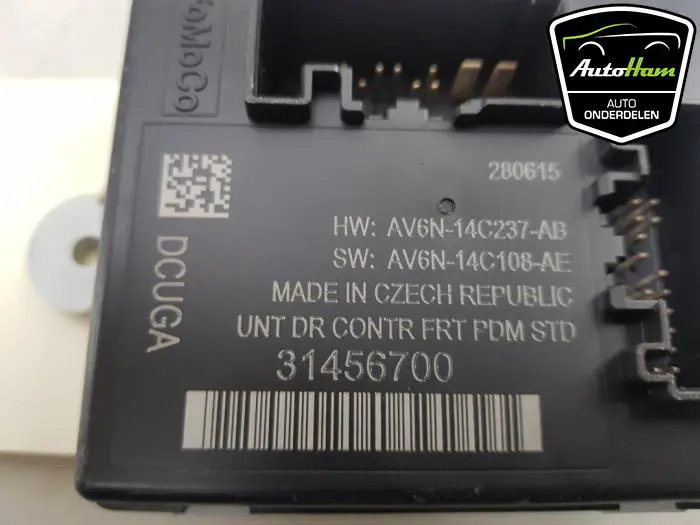 FoMoCo
AutoHam
AUTO
ONDERDELEN
280615
HW: AV6N-14C237-AB
SW: AV6N-14C108-AE
MADE IN CZECH REPUBLIC
UNT DR CONTR FRT PDM STD
31456700
DCUGA